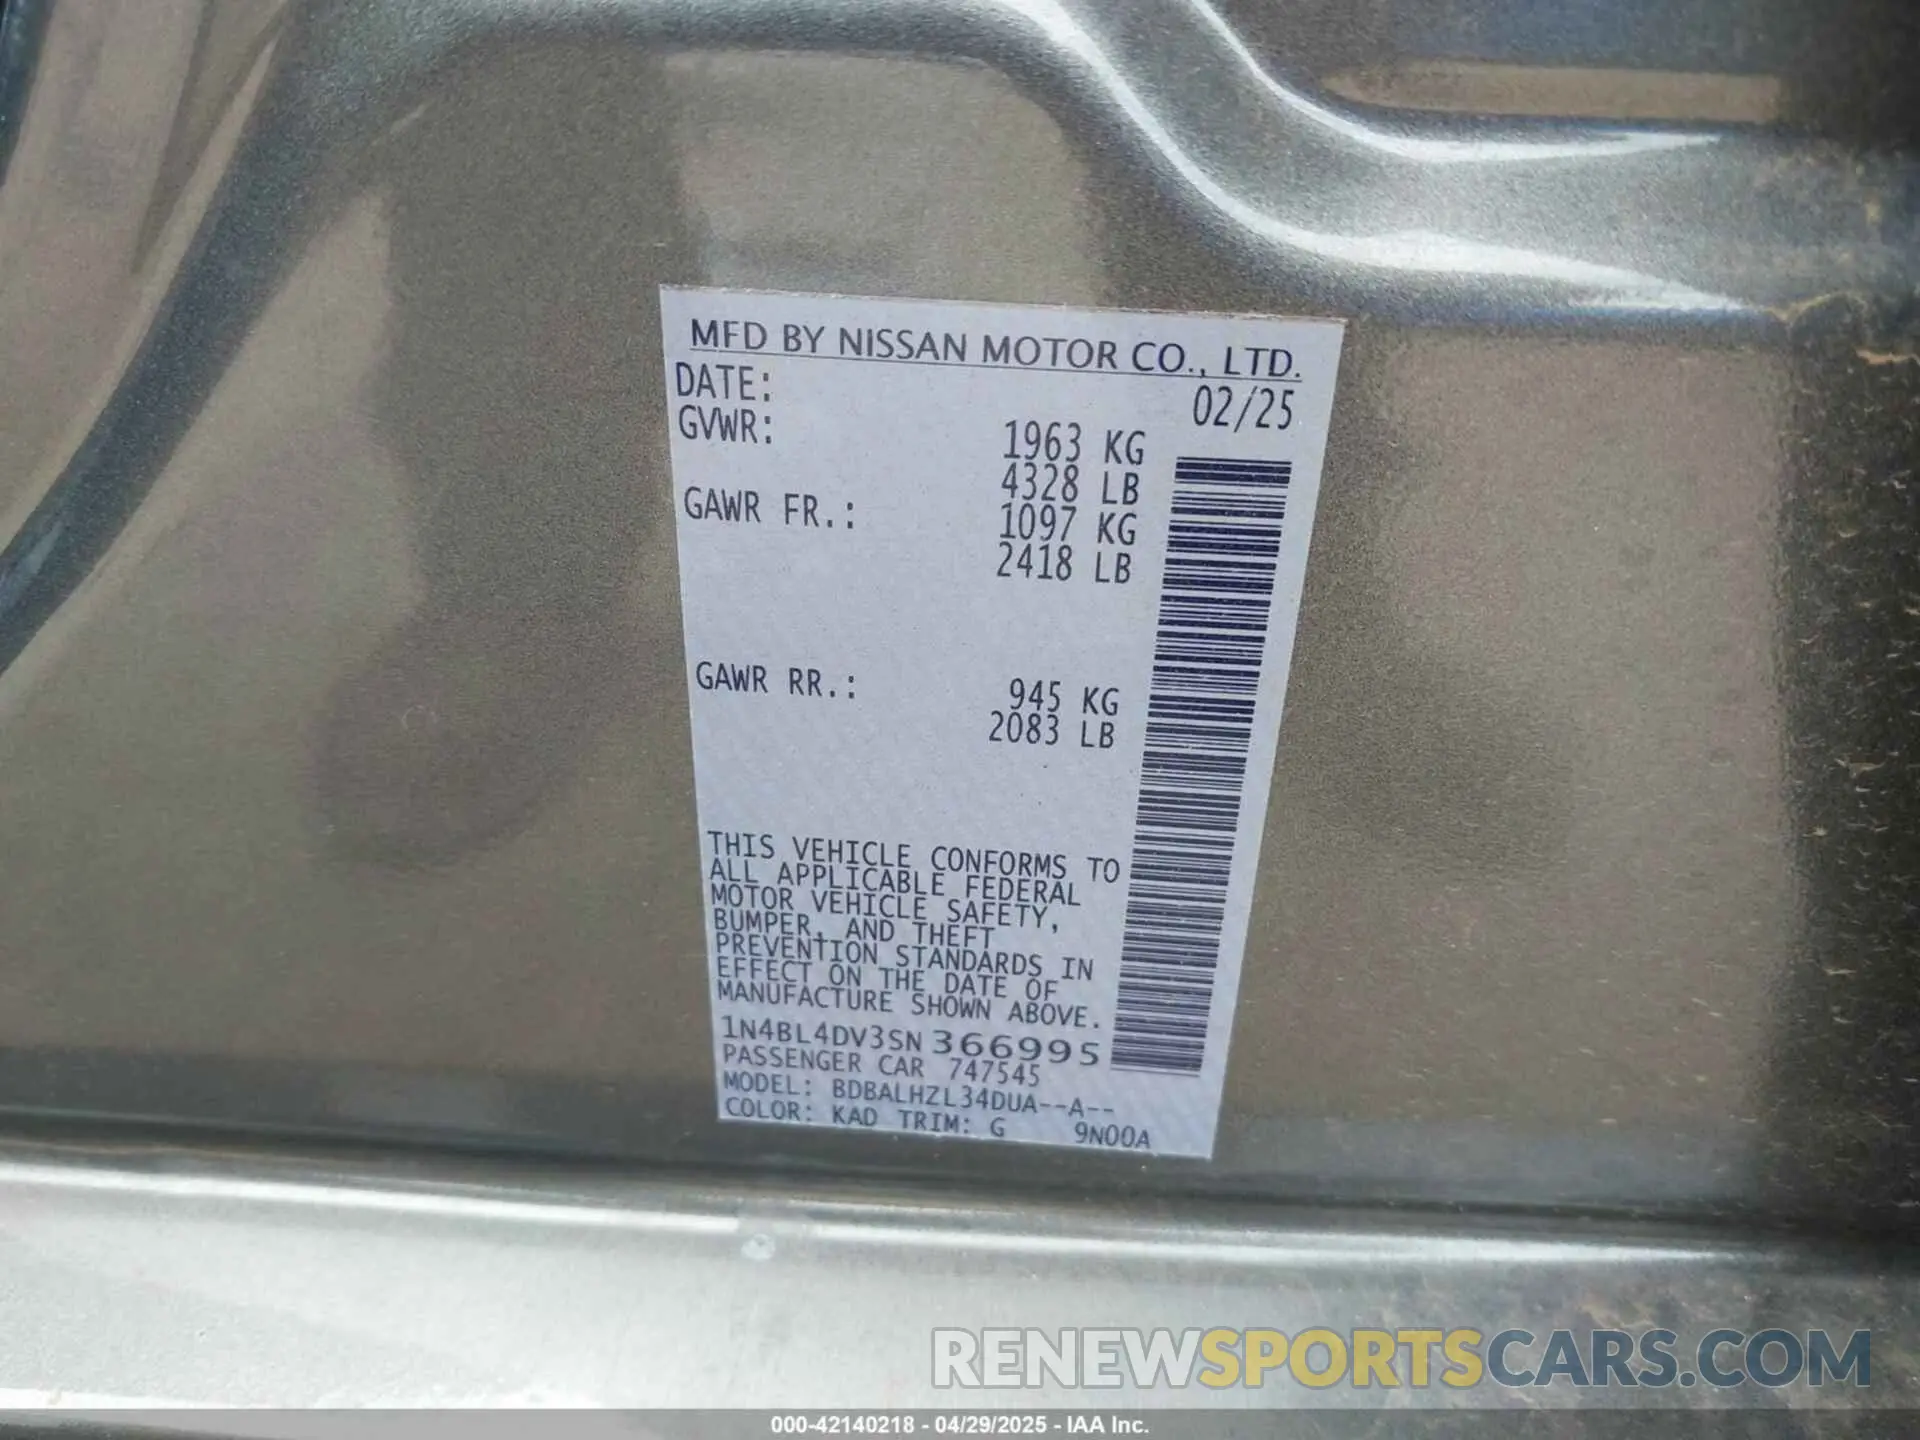 MFD BY NISSAN MOTOR CO., LTD.
DATE: 02/25
GVWR: 1963 KG
4328 LB
GAWR FR.: 1097 KG
2418 LB
GAWR RR.: 945 KG
2083 LB
THIS VEHICLE CONFORMS TO
ALL APPLICABLE FEDERAL
MOTOR VEHICLE SAFETY,
BUMPER, AND THEFT
PREVENTION STANDARDS IN
EFFECT ON THE DATE OF
MANUFACTURE SHOWN ABOVE.
1N4BL4DV3SN366995
PASSENGER CAR 747545
MODEL: BDBALHZL34DUA--A--
COLOR: KAD TRIM: G 9N00A
RENEWSPORTSCARS.COM
000-42140218 - 04/29/2025 - IAA Inc.